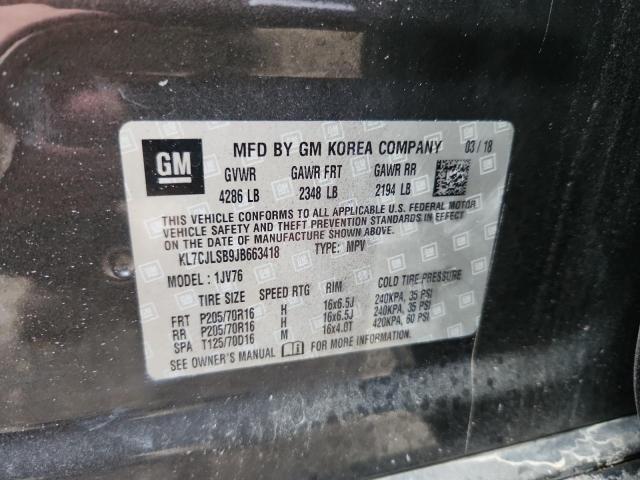 GM
MFD BY GM KOREA COMPANY 03 / 18
GVWR GAWR FRT GAWR RR
4286 LB 2348 LB 2194 LB
THIS VEHICLE CONFORMS TO ALL APPLICABLE U.S. FEDERAL MOTOR
VEHICLE SAFETY AND THEFT PREVENTION STANDARDS IN EFFECT
ON THE DATE OF MANUFACTURE SHOWN ABOVE.
KL7CJLSB9JB663418 TYPE: MPV
MODEL : 1JV76
TIRE SIZE SPEED RTG RIM COLD TIRE PRESSURE
FRT P205/70R16 H 16x6.5J 240KPA, 35 PSI
RR P205/70R16 H 16x6.5J 240KPA, 35 PSI
SPA T125/70D16 M 16x4.0T 420KPA, 60 PSI
SEE OWNER'S MANUAL FOR MORE INFORMATION.